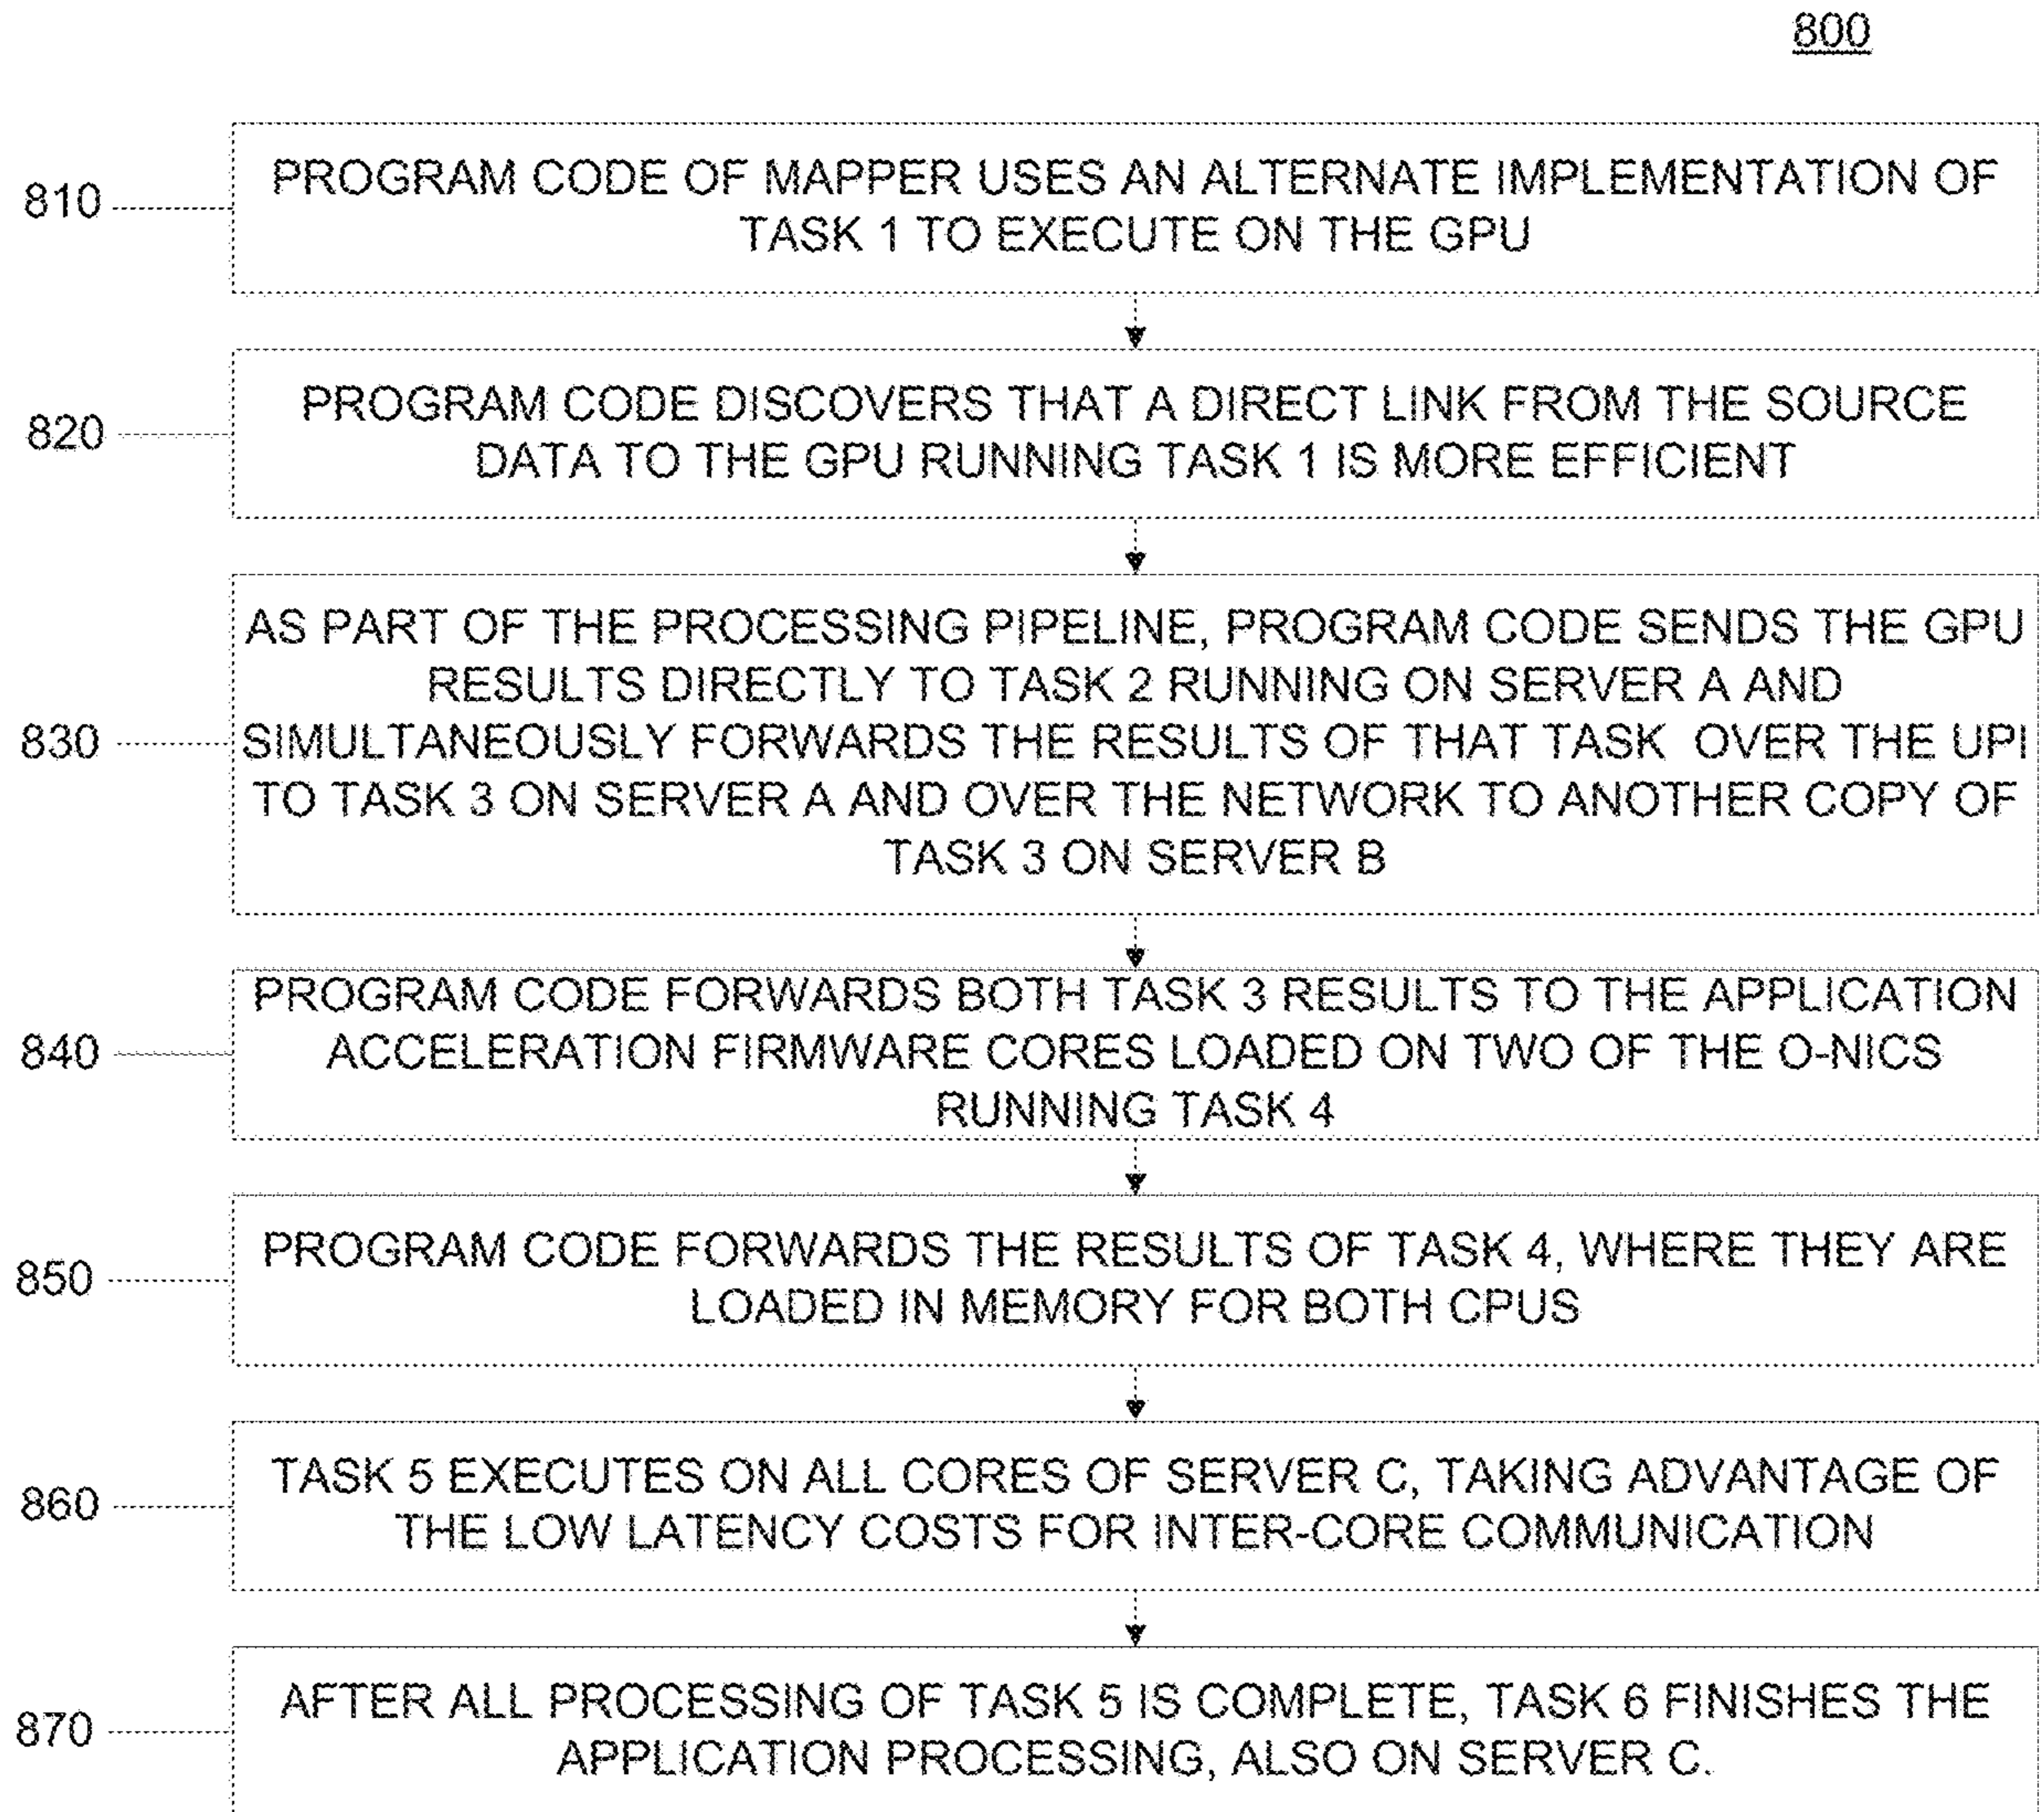 800
810
PROGRAM CODE OF MAPPER USES AN ALTERNATE IMPLEMENTATION OF
TASK 1 TO EXECUTE ON THE GPU
820
PROGRAM CODE DISCOVERS THAT A DIRECT LINK FROM THE SOURCE
DATA TO THE GPU RUNNING TASK 1 IS MORE EFFICIENT
830
AS PART OF THE PROCESSING PIPELINE, PROGRAM CODE SENDS THE GPU
RESULTS DIRECTLY TO TASK 2 RUNNING ON SERVER A AND
SIMULTANEOUSLY FORWARDS THE RESULTS OF THAT TASK OVER THE UPI
TO TASK 3 ON SERVER A AND OVER THE NETWORK TO ANOTHER COPY OF
TASK 3 ON SERVER B
840
PROGRAM CODE FORWARDS BOTH TASK 3 RESULTS TO THE APPLICATION
ACCELERATION FIRMWARE CORES LOADED ON TWO OF THE O-NICS
RUNNING TASK 4
850
PROGRAM CODE FORWARDS THE RESULTS OF TASK 4, WHERE THEY ARE
LOADED IN MEMORY FOR BOTH CPUS
860
TASK 5 EXECUTES ON ALL CORES OF SERVER C, TAKING ADVANTAGE OF
THE LOW LATENCY COSTS FOR INTER-CORE COMMUNICATION
870
AFTER ALL PROCESSING OF TASK 5 IS COMPLETE, TASK 6 FINISHES THE
APPLICATION PROCESSING, ALSO ON SERVER C.